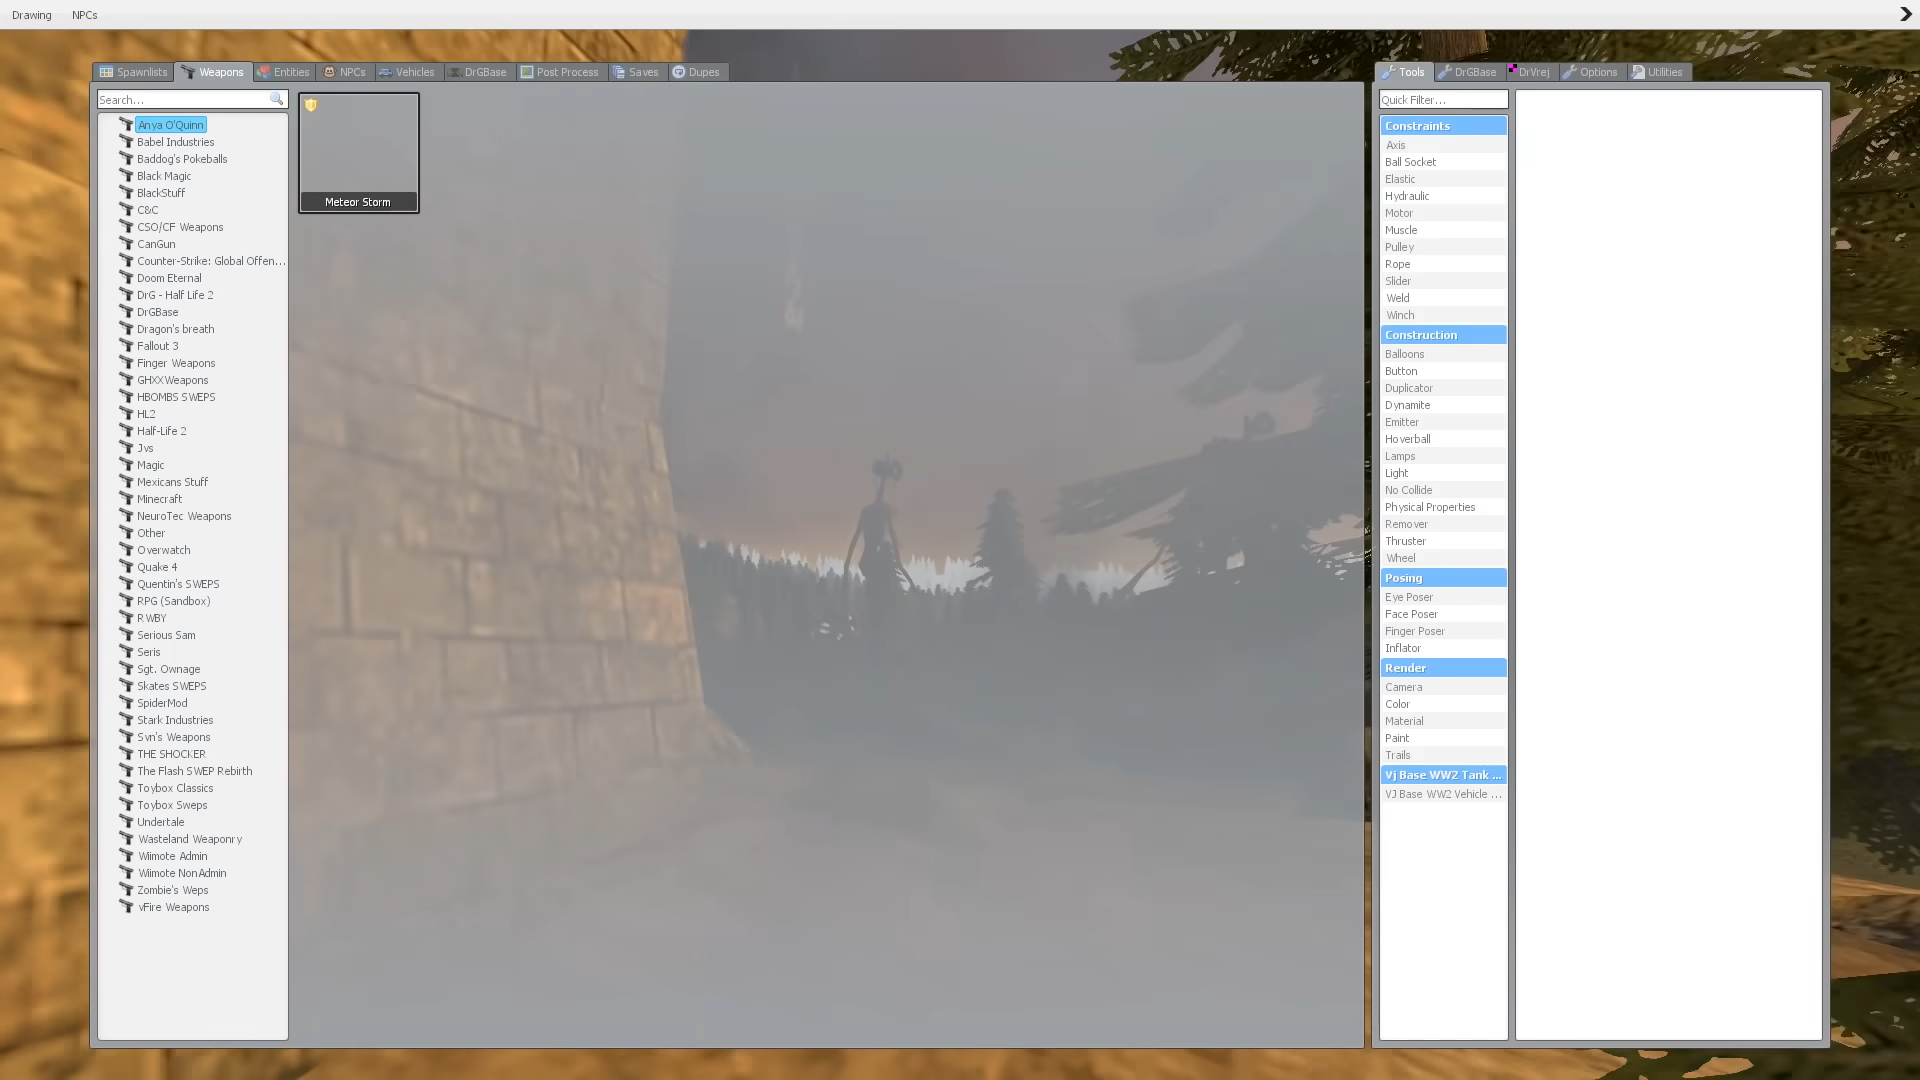 Drawing NPCs
Spawnlists Weapons Entities NPCs Vehicles DrGBase Post Process Saves Dupes
Search...
Anya O'Quinn
Babel Industries
Baddog's Pokeballs
Black Magic
BlackStuff
C&C
CSO/CF Weapons
CanGun
Counter-Strike: Global Offen...
Doom Eternal
DrG - Half Life 2
DrGBase
Dragon's breath
Fallout 3
Finger Weapons
GHXXWeapons
HBOMBS SWEPS
HL2
Half-Life 2
Jvs
Magic
Mexicans Stuff
Minecraft
NeuroTec Weapons
Other
Overwatch
Quake 4
Quentin's SWEPS
RPG (Sandbox)
RWBY
Serious Sam
Seris
Sgt. Ownage
Skates SWEPS
SpiderMod
Stark Industries
Svn's Weapons
THE SHOCKER
The Flash SWEP Rebirth
Toybox Classics
Toybox Sweps
Undertale
Wasteland Weaponry
Wiimote Admin
Wiimote NonAdmin
Zombie's Weps
vFire Weapons
Meteor Storm
Tools DrGBase DrVrej Options Utilities
Quick Filter...
Constraints
Axis
Ball Socket
Elastic
Hydraulic
Motor
Muscle
Pulley
Rope
Slider
Weld
Winch
Construction
Balloons
Button
Duplicator
Dynamite
Emitter
Hoverball
Lamps
Light
No Collide
Physical Properties
Remover
Thruster
Wheel
Posing
Eye Poser
Face Poser
Finger Poser
Inflator
Render
Camera
Color
Material
Paint
Trails
Vj Base WW2 Tank ...
VJ Base WW2 Vehicle ...